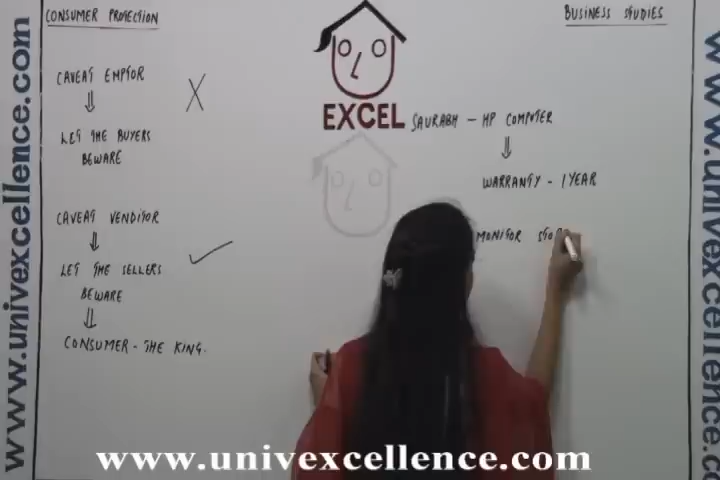 CONSUMER PROTECTION
CAVEAT EMPTOR
X
LET THE BUYERS
BEWARE
CAVEAT VENDITOR
LET THE SELLERS
BEWARE
CONSUMER - THE KING.
EXCEL
BUSINESS STUDIES
SAURABH - HP COMPUTER
WARRANTY - 1 YEAR
MONITOR
www.univexcellence.com
www.univexcellence.com
www.univexcellence.com